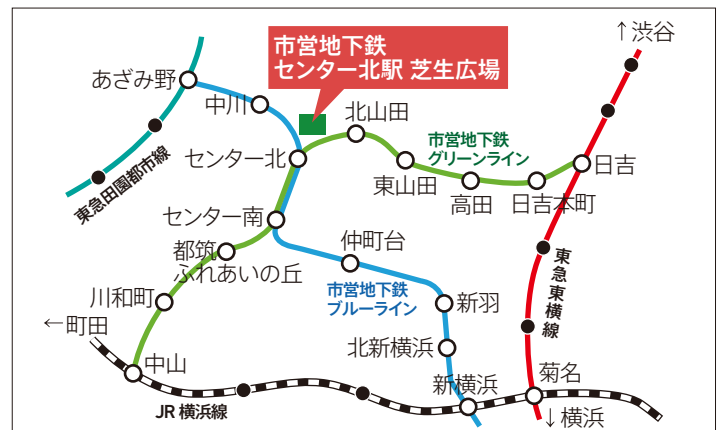 ↑渋谷
市営地下鉄
センター北駅 芝生広場
あざみ野
中川
北山田
市営地下鉄
グリーンライン
センター北
東山田
日吉
東急田園都市線
高田
日吉本町
センター南
都筑
ふれあいの丘
仲町台
市営地下鉄
ブルーライン
東急東横線
川和町
新羽
←町田
北新横浜
中山
新横浜
菊名
JR 横浜線
↓横浜